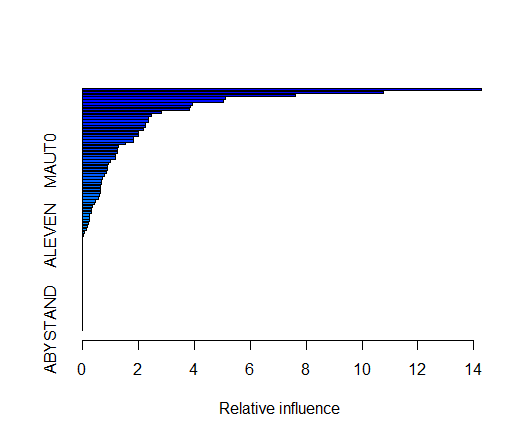 ABYSTAND ALEVEN MAUT0
0 2 4 6 8 10 12 14
Relative influence